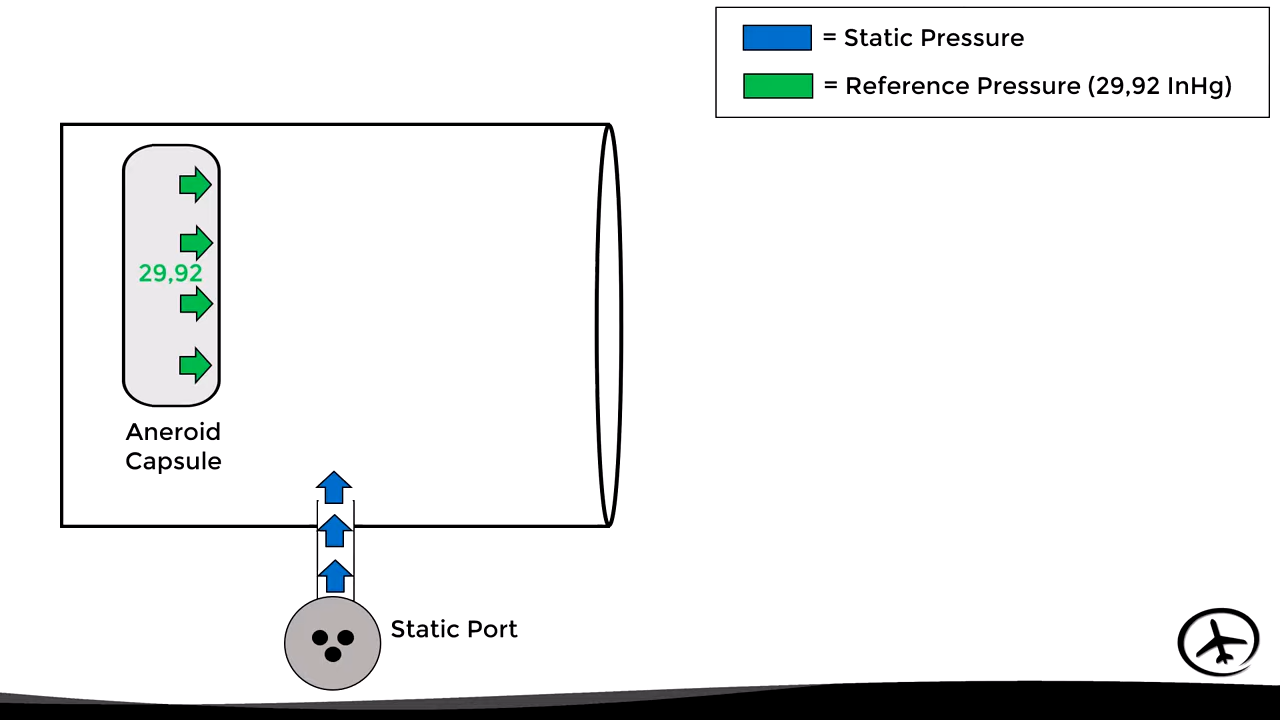 = Static Pressure
= Reference Pressure (29,92 InHg)
29,92
Aneroid
Capsule
Static Port